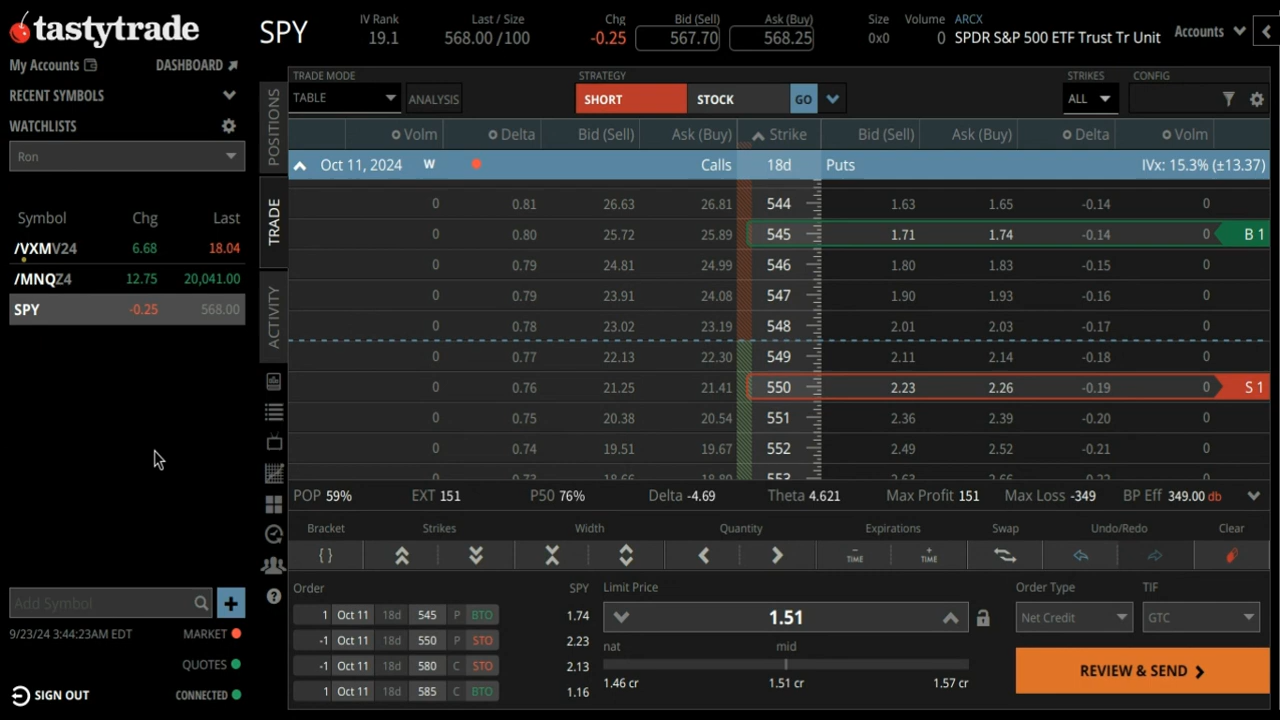 tastytrade
SPY
IV Rank
19.1
Last / Size
568.00 /100
Chg
-0.25
Bid (Sell)
567.70
Ask (Buy)
568.25
Size
0x0
Volume
0
ARCX
SPDR S&P 500 ETF Trust Tr Unit
Accounts
My Accounts
DASHBOARD
RECENT SYMBOLS
WATCHLISTS
Ron
Symbol Chg Last
/VXMV24 6.68 18.04
/MNQZ4 12.75 20,041.00
SPY -0.25 568.00
Add Symbol
9/23/24 3:44:23AM EDT MARKET
QUOTES
SIGN OUT CONNECTED
POSITIONS
TRADE
ACTIVITY
TRADE MODE
TABLE
ANALYSIS
STRATEGY
SHORT STOCK GO
STRIKES
ALL
CONFIG
Volm Delta Bid (Sell) Ask (Buy) Strike Bid (Sell) Ask (Buy) Delta Volm
Oct 11, 2024 W Calls 18d Puts IVx: 15.3% (±13.37)
0 0.81 26.63 26.81 544 1.63 1.65 -0.14 0
0 0.80 25.72 25.89 545 1.71 1.74 -0.14 0 B 1
0 0.79 24.81 24.99 546 1.80 1.83 -0.15 0
0 0.79 23.91 24.08 547 1.90 1.93 -0.16 0
0 0.78 23.02 23.19 548 2.01 2.03 -0.17 0
0 0.77 22.13 22.30 549 2.11 2.14 -0.18 0
0 0.76 21.25 21.41 550 2.23 2.26 -0.19 0 S 1
0 0.75 20.38 20.54 551 2.36 2.39 -0.20 0
0 0.74 19.51 19.67 552 2.49 2.52 -0.21 0
POP 59% EXT 151 P50 76% Delta -4.69 Theta 4.621 Max Profit 151 Max Loss -349 BP Eff 349.00 db
Bracket Strikes Width Quantity Expirations Swap Undo/Redo Clear
{ } TIME TIME
Order SPY
1 Oct 11 18d 545 P BTO 1.74
-1 Oct 11 18d 550 P STO 2.23
-1 Oct 11 18d 580 C STO 2.13
1 Oct 11 18d 585 C BTO 1.16
Limit Price
1.51
nat mid
1.46 cr 1.51 cr 1.57 cr
Order Type
Net Credit
TIF
GTC
REVIEW & SEND